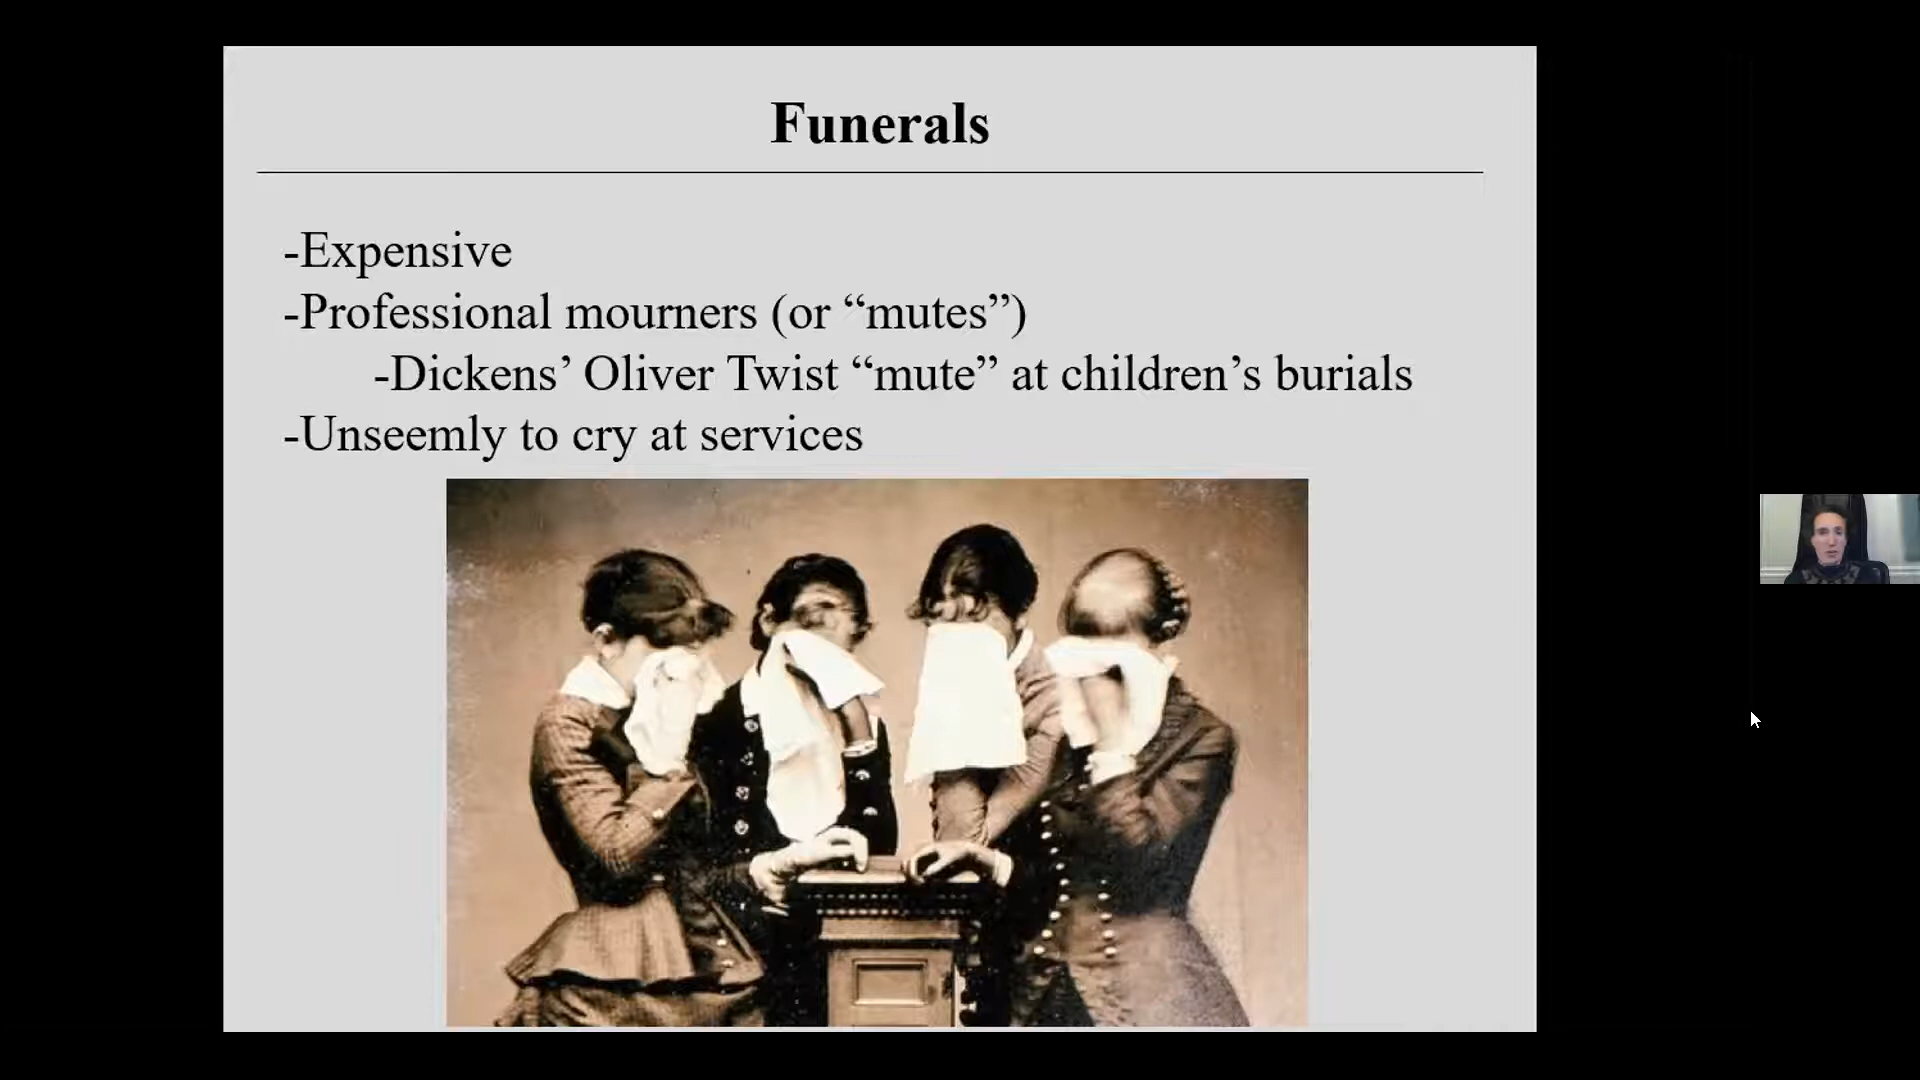 Funerals
-Expensive
-Professional mourners (or “mutes”)
-Dickens’ Oliver Twist “mute” at children’s burials
-Unseemly to cry at services